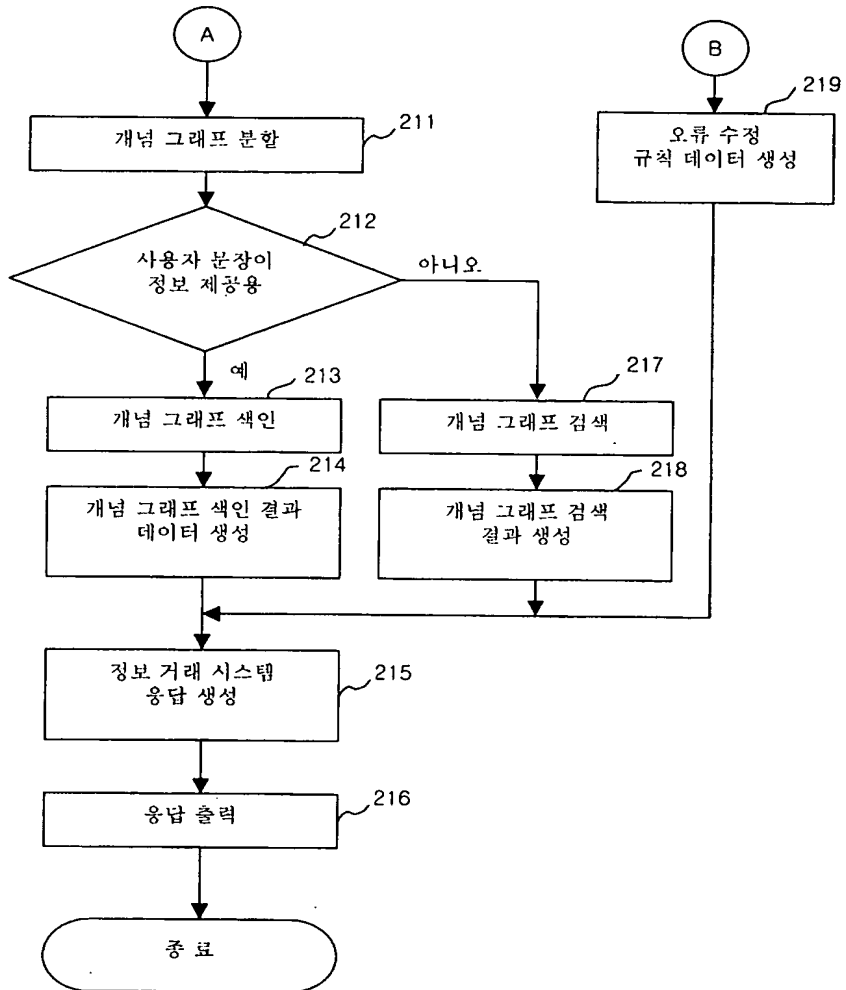 A
B
219
211
개념 그래프 분할
오류 수정
규칙 데이터 생성
212
사용자 문장이
정보 제공용
아니오
예
213
217
개념 그래프 색인
개념 그래프 검색
214
218
개념 그래프 색인 결과
데이터 생성
개념 그래프 검색
결과 생성
정보 거래 시스템
응답 생성
215
응답 출력
216
종 료